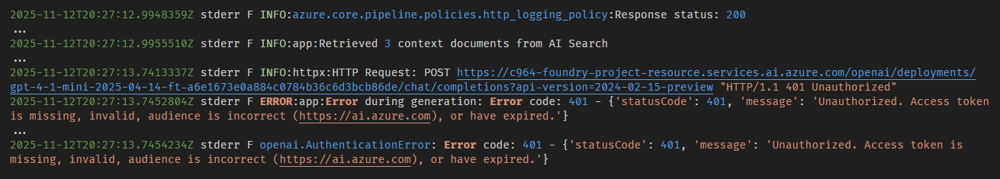 2025-11-12T20:27:12.9948359Z stderr F INFO:azure.core.pipeline.policies.http_logging_policy:Response status: 200
…
2025-11-12T20:27:12.9955510Z stderr F INFO:app:Retrieved 3 context documents from AI Search
…
2025-11-12T20:27:13.7413337Z stderr F INFO:httpx:HTTP Request: POST https://c964-foundry-project-resource.services.ai.azure.com/openai/deployments/
gpt-4-1-mini-2025-04-14-ft-a6e1673e0a884c0784b36c6d3bcb86de/chat/completions?api-version=2024-02-15-preview "HTTP/1.1 401 Unauthorized"
2025-11-12T20:27:13.7452804Z stderr F ERROR:app:Error during generation: Error code: 401 - {'statusCode': 401, 'message': 'Unauthorized. Access token
is missing, invalid, audience is incorrect (https://ai.azure.com), or have expired.'}
…
2025-11-12T20:27:13.7454234Z stderr F openai.AuthenticationError: Error code: 401 - {'statusCode': 401, 'message': 'Unauthorized. Access token is
missing, invalid, audience is incorrect (https://ai.azure.com), or have expired.'}